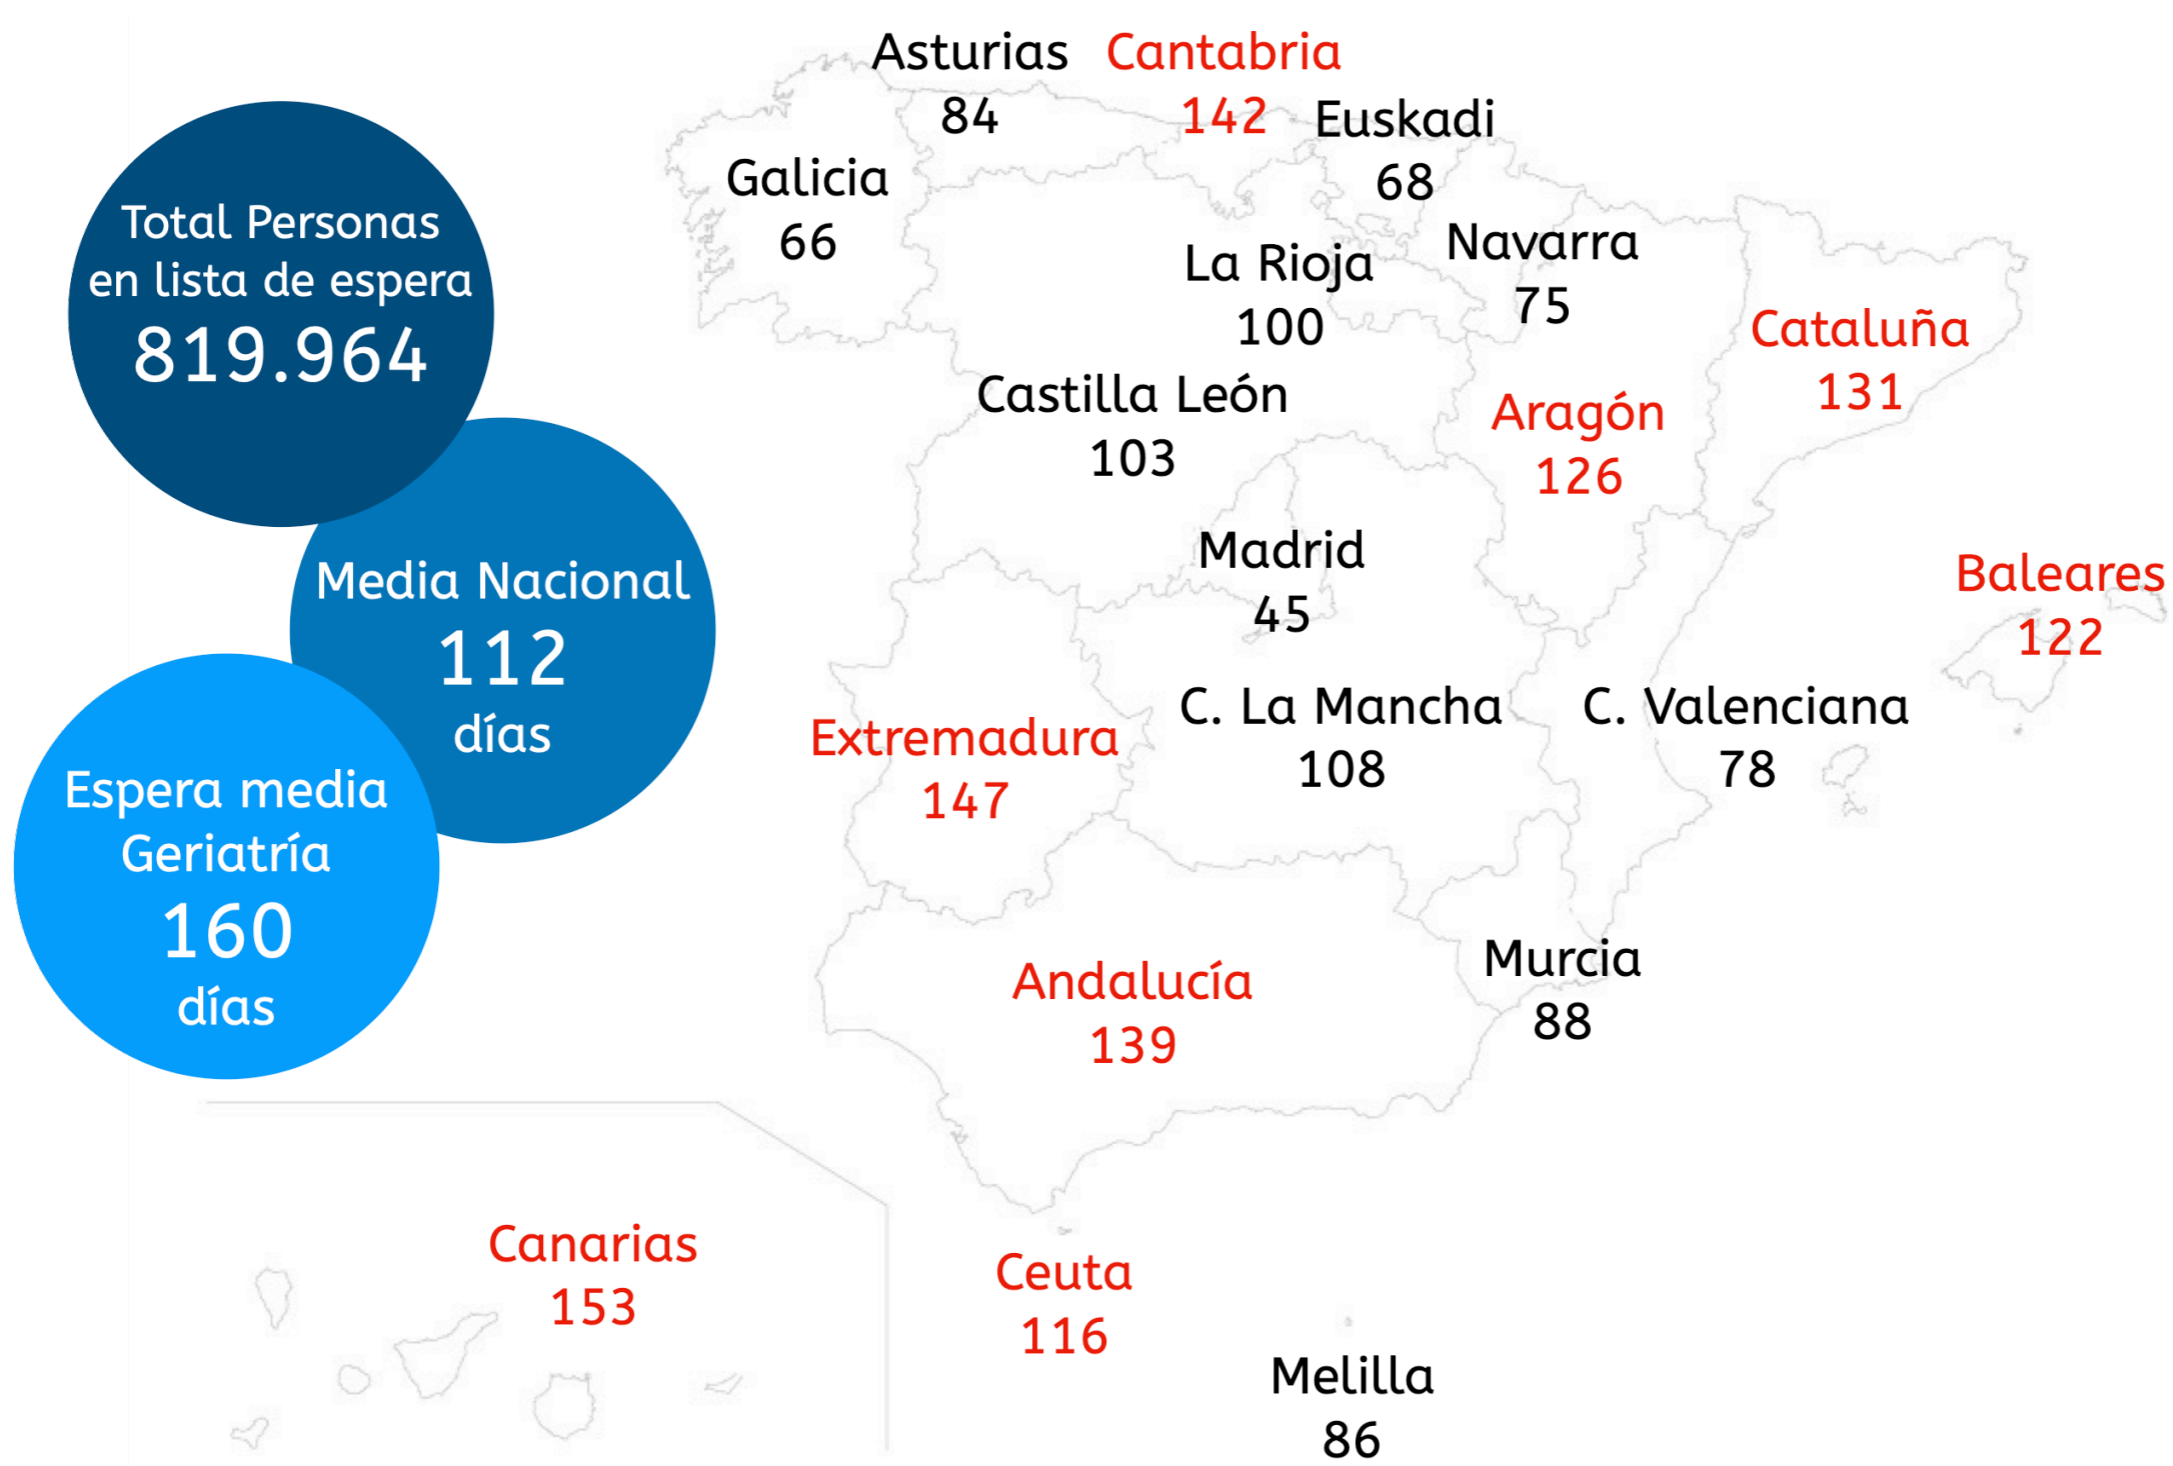 Total Personas
en lista de espera
819.964
Media Nacional
112
días
Espera media
Geriatría
160
días
Asturias
84
Cantabria
142
Euskadi
68
Galicia
66
La Rioja
100
Navarra
75
Cataluña
131
Castilla León
103
Aragón
126
Madrid
45
Baleares
122
Extremadura
147
C. La Mancha
108
C. Valenciana
78
Andalucía
139
Murcia
88
Canarias
153
Ceuta
116
Melilla
86